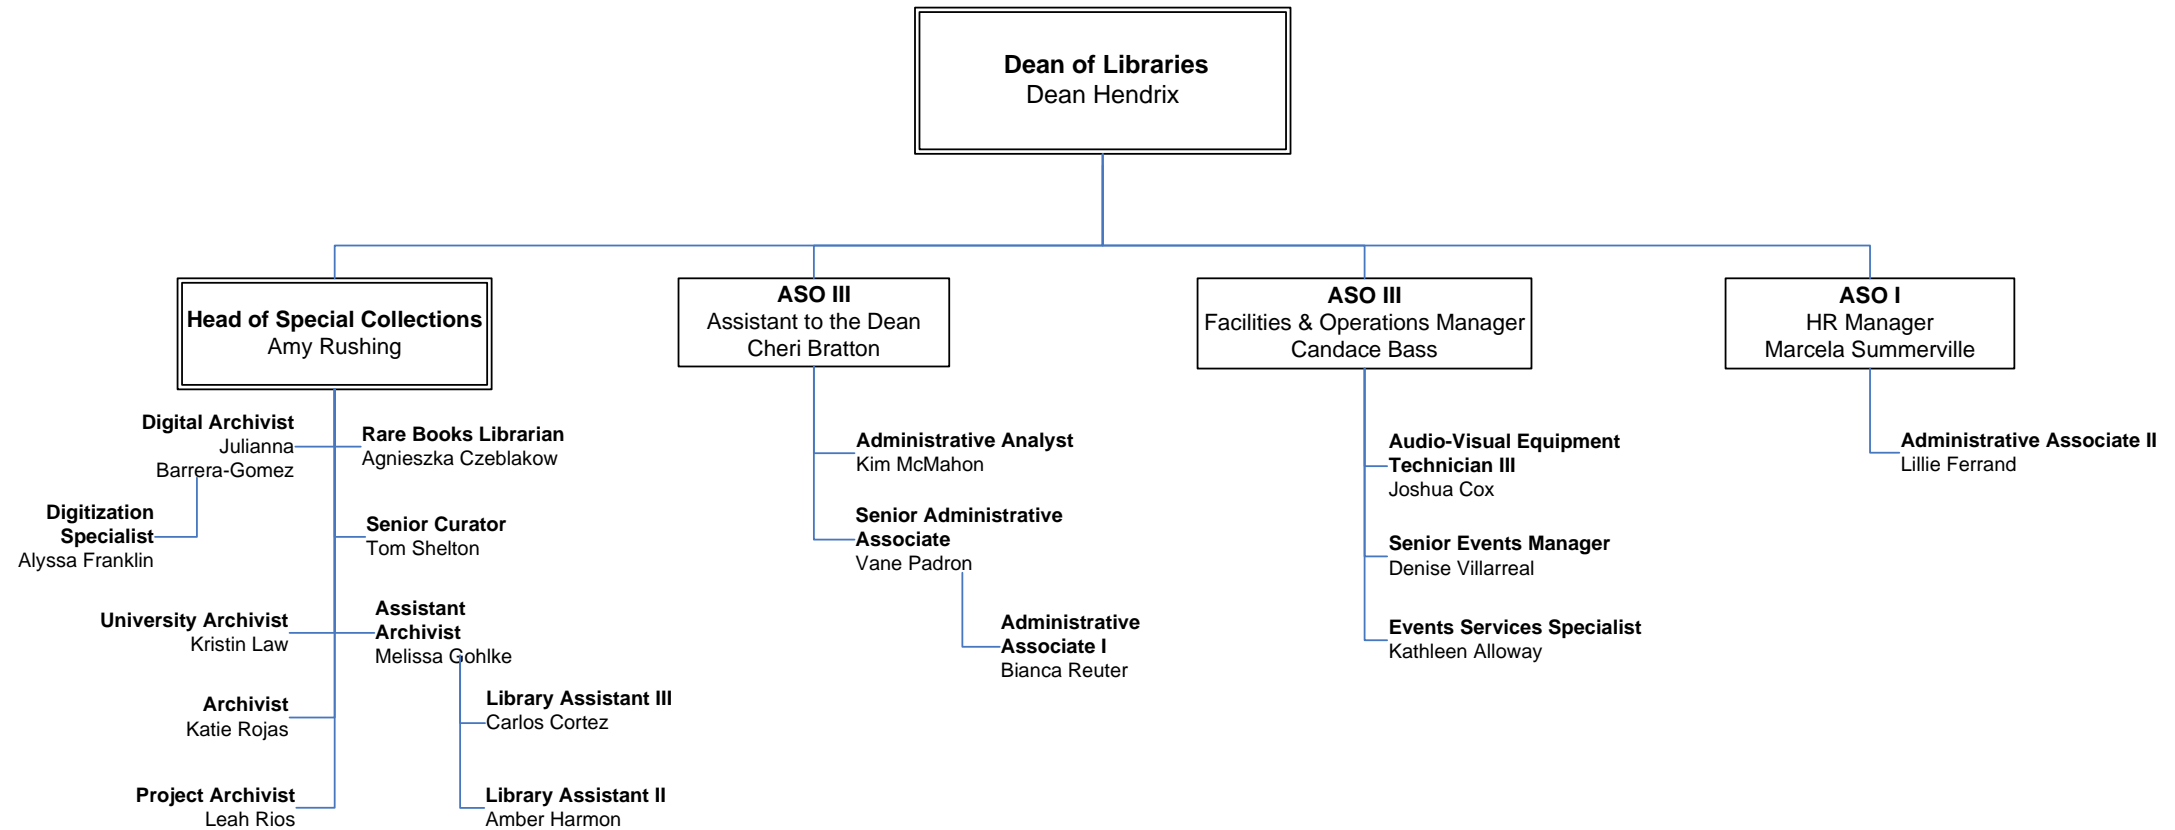 Dean of Libraries
Dean Hendrix
Head of Special Collections
Amy Rushing
Digital Archivist
Julianna
Barrera-Gomez
Digitization
Specialist
Alyssa Franklin
Rare Books Librarian
Agnieszka Czeblakow
Senior Curator
Tom Shelton
University Archivist
Kristin Law
Assistant
Archivist
Melissa Gohlke
Library Assistant III
Carlos Cortez
Library Assistant II
Amber Harmon
Archivist
Katie Rojas
Project Archivist
Leah Rios
ASO III
Assistant to the Dean
Cheri Bratton
Administrative Analyst
Kim McMahon
Senior Administrative
Associate
Vane Padron
Administrative
Associate I
Bianca Reuter
ASO III
Facilities & Operations Manager
Candace Bass
Audio-Visual Equipment
Technician III
Joshua Cox
Senior Events Manager
Denise Villarreal
Events Services Specialist
Kathleen Alloway
ASO I
HR Manager
Marcela Summerville
Administrative Associate II
Lillie Ferrand